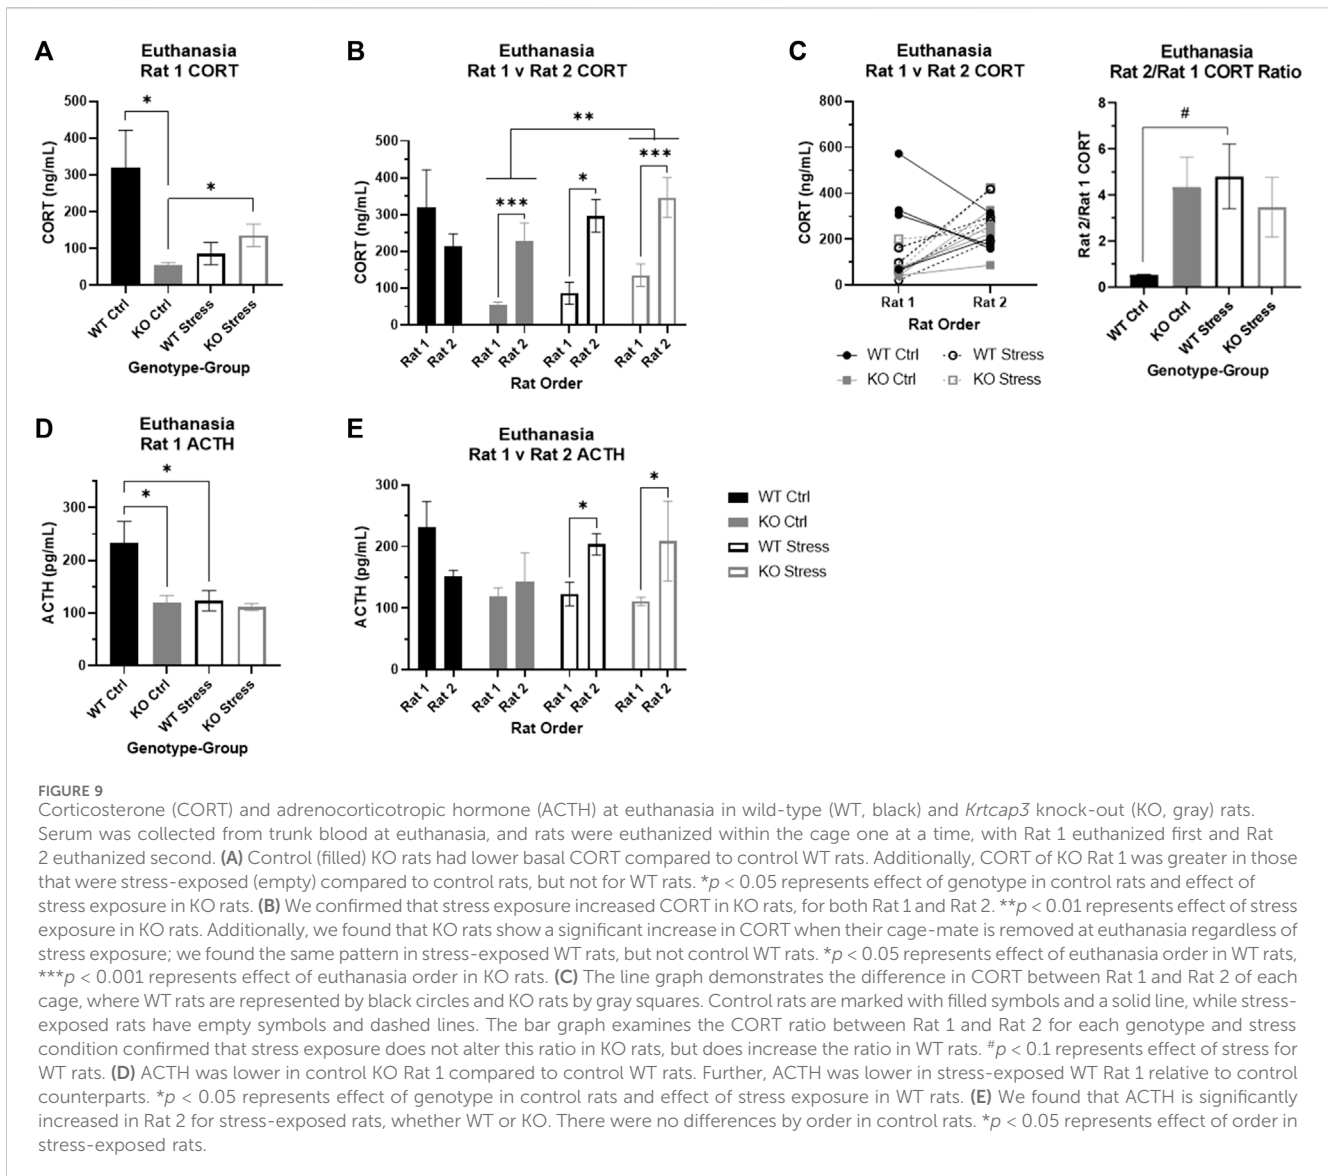 A
Euthanasia
Rat 1 CORT
CORT (ng/mL)
500
400
300
200
100
0
*
*
WT Ctrl
KO Ctrl
WT Stress
KO Stress
Genotype-Group
B
Euthanasia
Rat 1 v Rat 2 CORT
CORT (ng/mL)
500
400
300
200
100
0
**
***
*
***
Rat 1
Rat 2
Rat 1
Rat 2
Rat 1
Rat 2
Rat 1
Rat 2
Rat Order
C
Euthanasia
Rat 1 v Rat 2 CORT
CORT (ng/mL)
800
600
400
200
0
Rat 1
Rat 2
Rat Order
WT Ctrl
WT Stress
KO Ctrl
KO Stress
Euthanasia
Rat 2/Rat 1 CORT Ratio
Rat 2/Rat 1 CORT
8
6
4
2
0
#
WT Ctrl
KO Ctrl
WT Stress
KO Stress
Genotype-Group
D
Euthanasia
Rat 1 ACTH
ACTH (pg/mL)
300
200
100
0
*
*
WT Ctrl
KO Ctrl
WT Stress
KO Stress
Genotype-Group
E
Euthanasia
Rat 1 v Rat 2 ACTH
ACTH (pg/mL)
300
200
100
0
*
*
Rat 1
Rat 2
Rat 1
Rat 2
Rat 1
Rat 2
Rat 1
Rat 2
Rat Order
WT Ctrl
KO Ctrl
WT Stress
KO Stress
FIGURE 9
Corticosterone (CORT) and adrenocorticotropic hormone (ACTH) at euthanasia in wild-type (WT, black) and Krtcap3 knock-out (KO, gray) rats.
Serum was collected from trunk blood at euthanasia, and rats were euthanized within the cage one at a time, with Rat 1 euthanized first and Rat
2 euthanized second. (A) Control (filled) KO rats had lower basal CORT compared to control WT rats. Additionally, CORT of KO Rat 1 was greater in those
that were stress-exposed (empty) compared to control rats, but not for WT rats. *p < 0.05 represents effect of genotype in control rats and effect of
stress exposure in KO rats. (B) We confirmed that stress exposure increased CORT in KO rats, for both Rat 1 and Rat 2. **p < 0.01 represents effect of stress
exposure in KO rats. Additionally, we found that KO rats show a significant increase in CORT when their cage-mate is removed at euthanasia regardless of
stress exposure; we found the same pattern in stress-exposed WT rats, but not control WT rats. *p < 0.05 represents effect of euthanasia order in WT rats,
***p < 0.001 represents effect of euthanasia order in KO rats. (C) The line graph demonstrates the difference in CORT between Rat 1 and Rat 2 of each
cage, where WT rats are represented by black circles and KO rats by gray squares. Control rats are marked with filled symbols and a solid line, while stress-
exposed rats have empty symbols and dashed lines. The bar graph examines the CORT ratio between Rat 1 and Rat 2 for each genotype and stress
condition confirmed that stress exposure does not alter this ratio in KO rats, but does increase the ratio in WT rats. #p < 0.1 represents effect of stress for
WT rats. (D) ACTH was lower in control KO Rat 1 compared to control WT rats. Further, ACTH was lower in stress-exposed WT Rat 1 relative to control
counterparts. *p < 0.05 represents effect of genotype in control rats and effect of stress exposure in WT rats. (E) We found that ACTH is significantly
increased in Rat 2 for stress-exposed rats, whether WT or KO. There were no differences by order in control rats. *p < 0.05 represents effect of order in
stress-exposed rats.